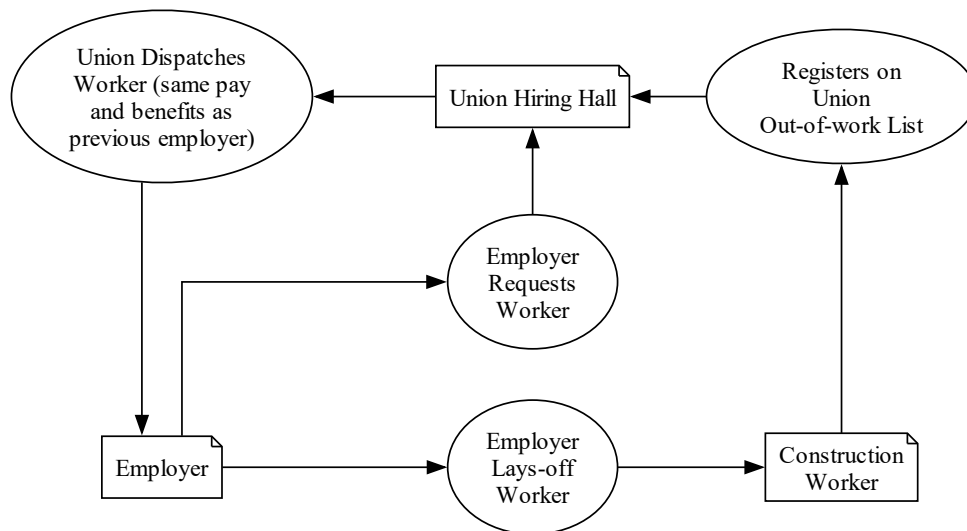 Union Dispatches
Worker (same pay
and benefits as
previous employer)
Union Hiring Hall
Registers on
Union
Out-of-work List
Employer
Requests
Worker
Employer
Employer
Lays-off
Worker
Construction
Worker